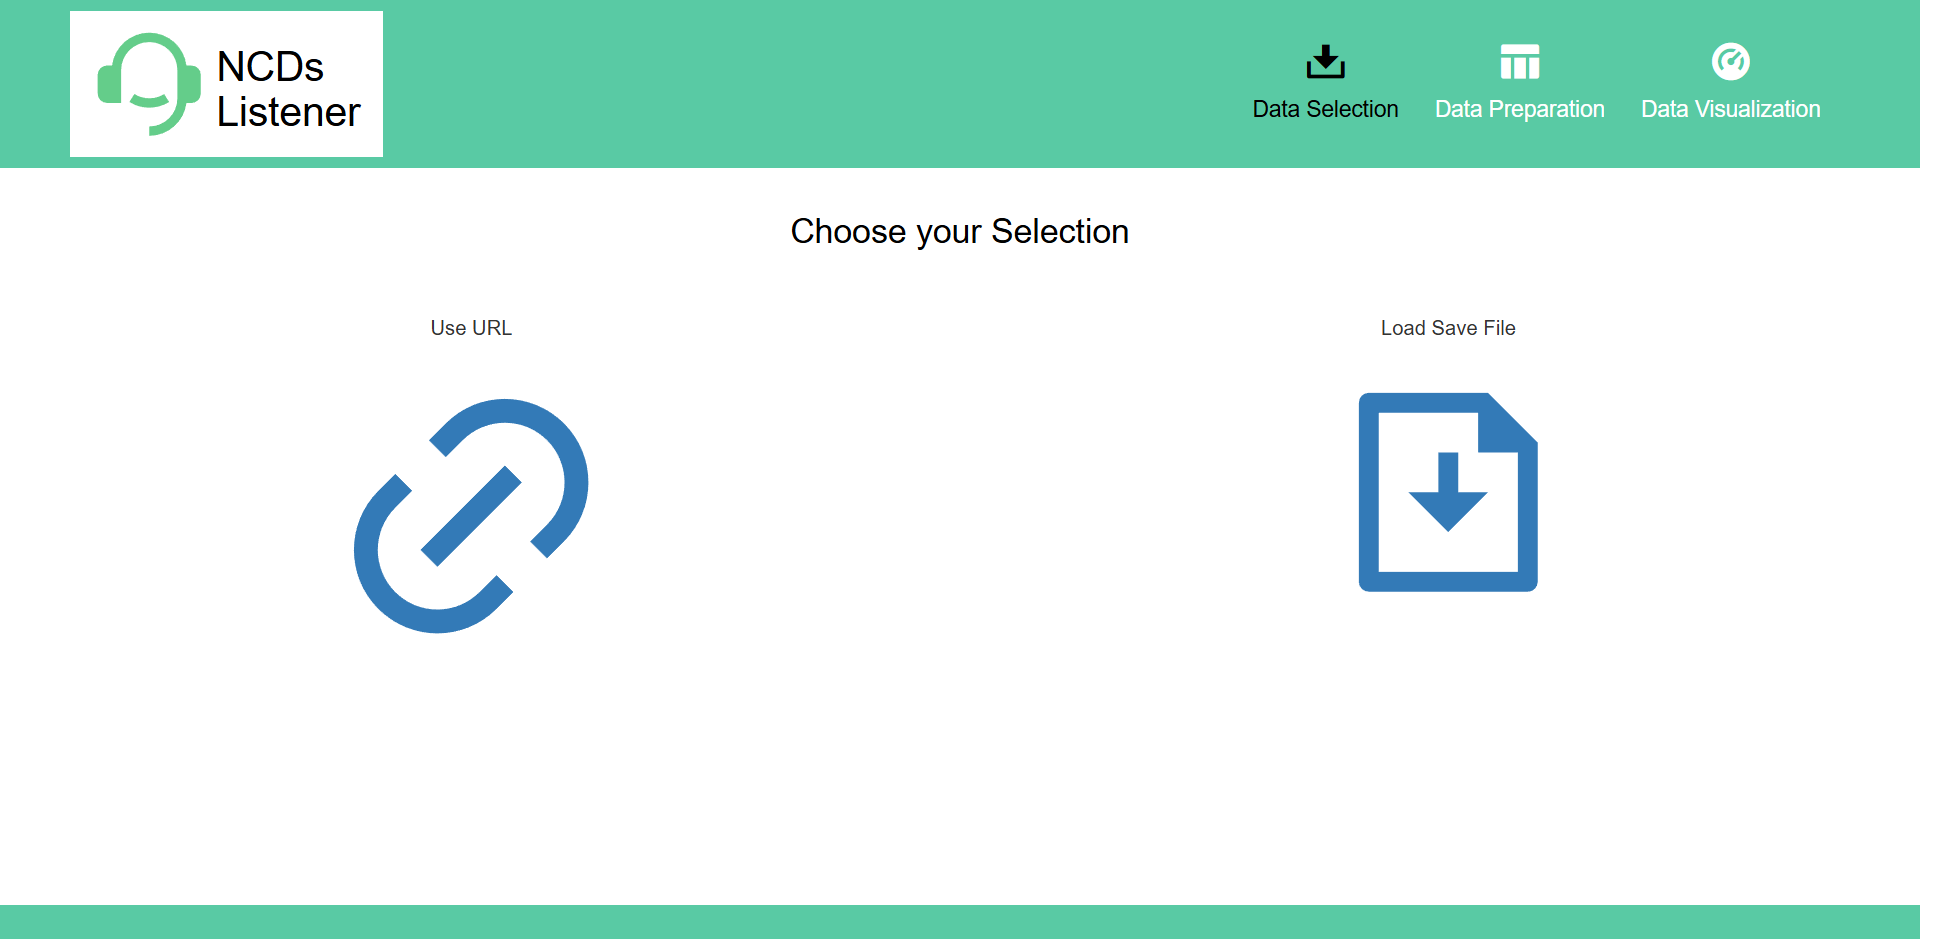 NCDs
Listener
Data Selection
Data Preparation
Data Visualization
Choose your Selection
Use URL
Load Save File